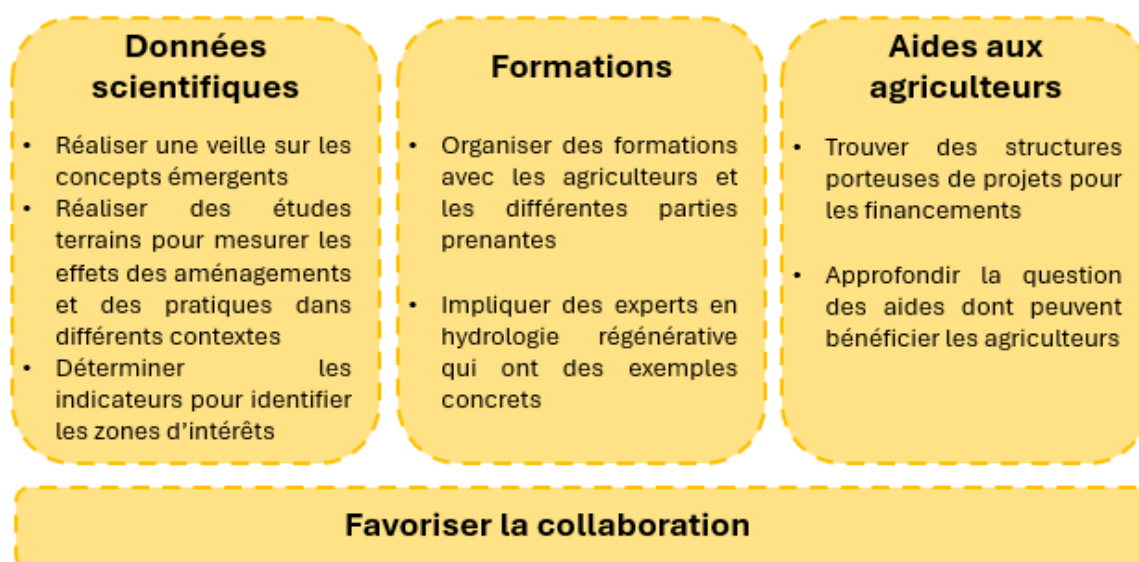 Données
scientifiques
• Réaliser une veille sur les
concepts émergents
• Réaliser des études
terrains pour mesurer les
effets des aménagements
et des pratiques dans
différents contextes
• Déterminer les
indicateurs pour identifier
les zones d'intérêts
Formations
• Organiser des formations
avec les agriculteurs et
les différentes parties
prenantes
• Impliquer des experts en
hydrologie régénérative
qui ont des exemples
concrets
Aides aux
agriculteurs
• Trouver des structures
porteuses de projets pour
les financements
• Approfondir la question
des aides dont peuvent
bénéficier les agriculteurs
Favoriser la collaboration